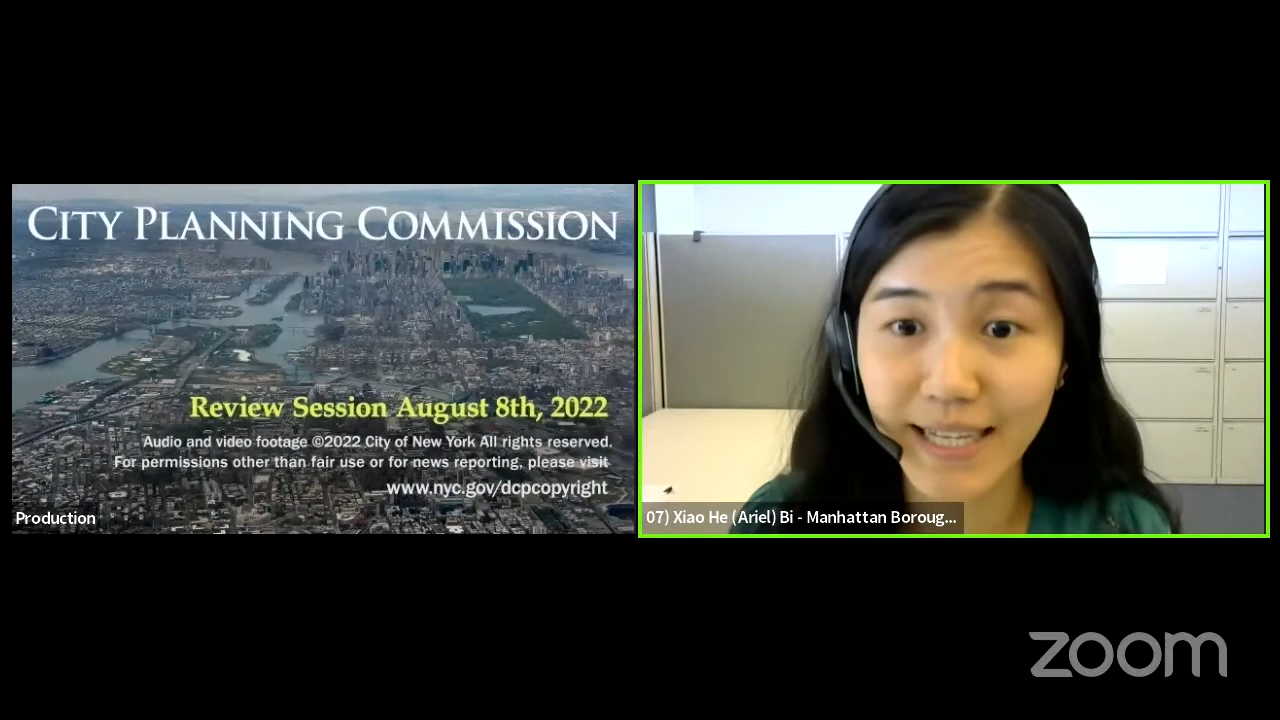 CITY PLANNING COMMISSION
Review Session August 8th, 2022
Audio and video footage ©2022 City of New York All rights reserved.
For permissions other than fair use or for news reporting, please visit
www.nyc.gov/dcpcopyright
Production
07) Xiao He (Ariel) Bi - Manhattan Boroug...
zoom